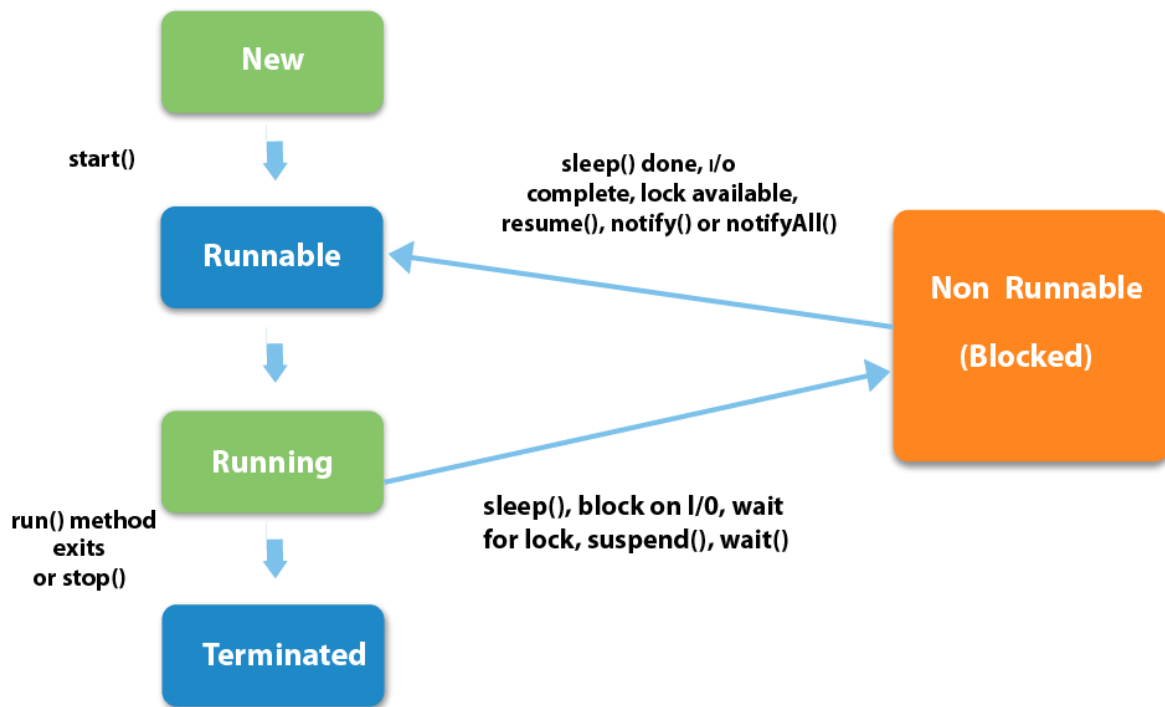 New
start()
sleep() done, I/o
complete, lock available,
resume(), notify() or notifyAll()
Runnable
Non Runnable
(Blocked)
Running
sleep(), block on l/0, wait
for lock, suspend(), wait()
run() method
exits
or stop()
Terminated